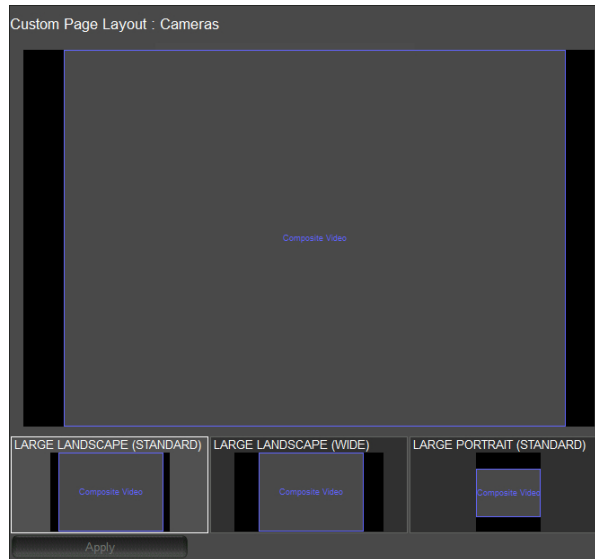 Custom Page Layout : Cameras
Composite Video
LARGE LANDSCAPE (STANDARD) LARGE LANDSCAPE (WIDE) LARGE PORTRAIT (STANDARD)
Composite Video Composite Video Composite Video
Apply